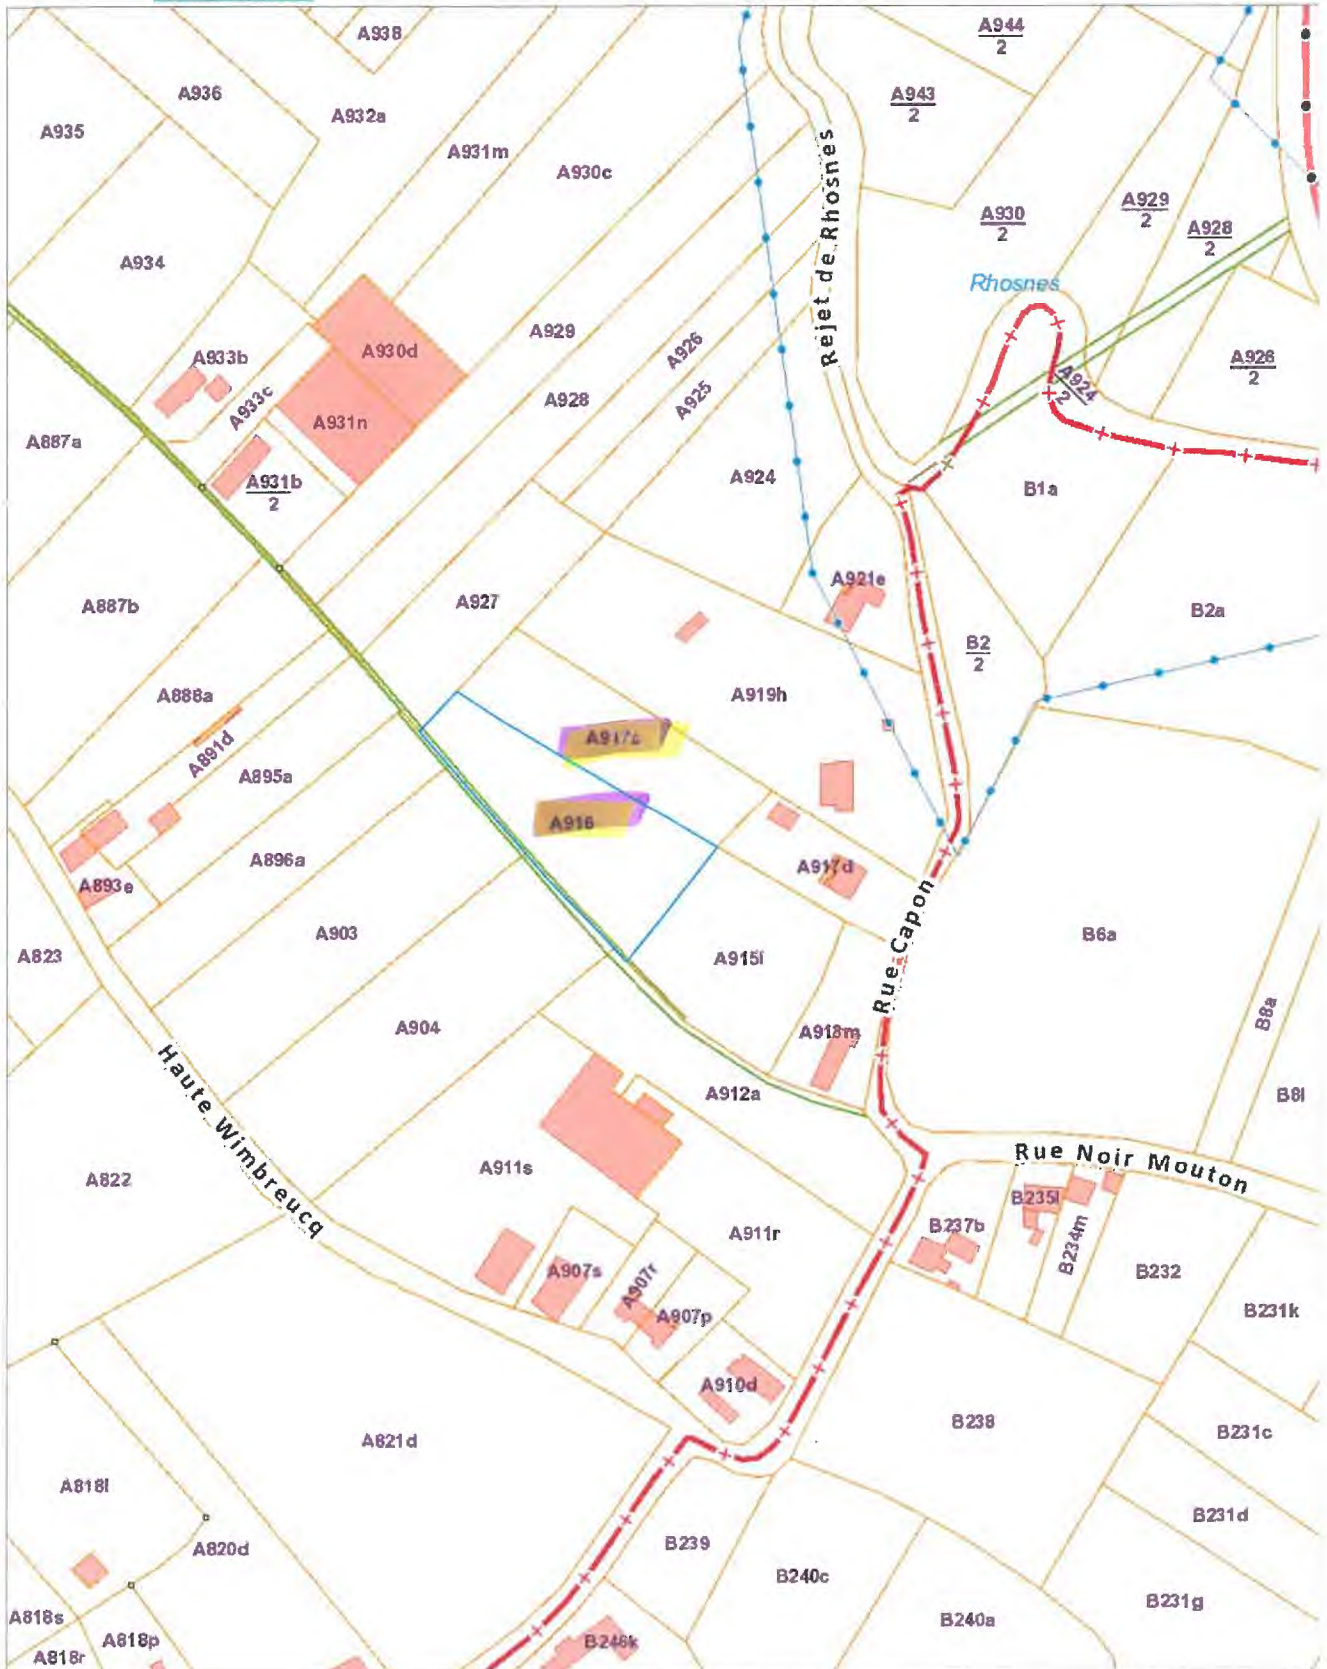 A938
A944
2
A936
A943
2
A935
A932a
A931m
A930c
Rejet de Rhosnes
A930
2
A929
2
A928
2
A934
Rhosnes
A929
A926
A930d
A933b
A926
2
A924
2
A933c
A928
A925
A931n
A887a
A924
A931b
2
B1a
A921e
A927
A887b
B2a
B2
2
A888a
A919h
A917c
A891d
A895a
A916
A896a
A917d
A893e
A903
Rue Capon
B6a
A823
A915l
B8a
A904
A918m
Haute Wimbreucq
A912a
B8l
Rue Noir Mouton
A911s
A822
B235l
B237b
A911r
B234m
A907s
A907r
B232
A907p
B231k
A910d
B238
B231c
A821d
A818l
B231d
B239
A820d
B240c
B231g
A818s
B240a
A818p
B246k
A818r